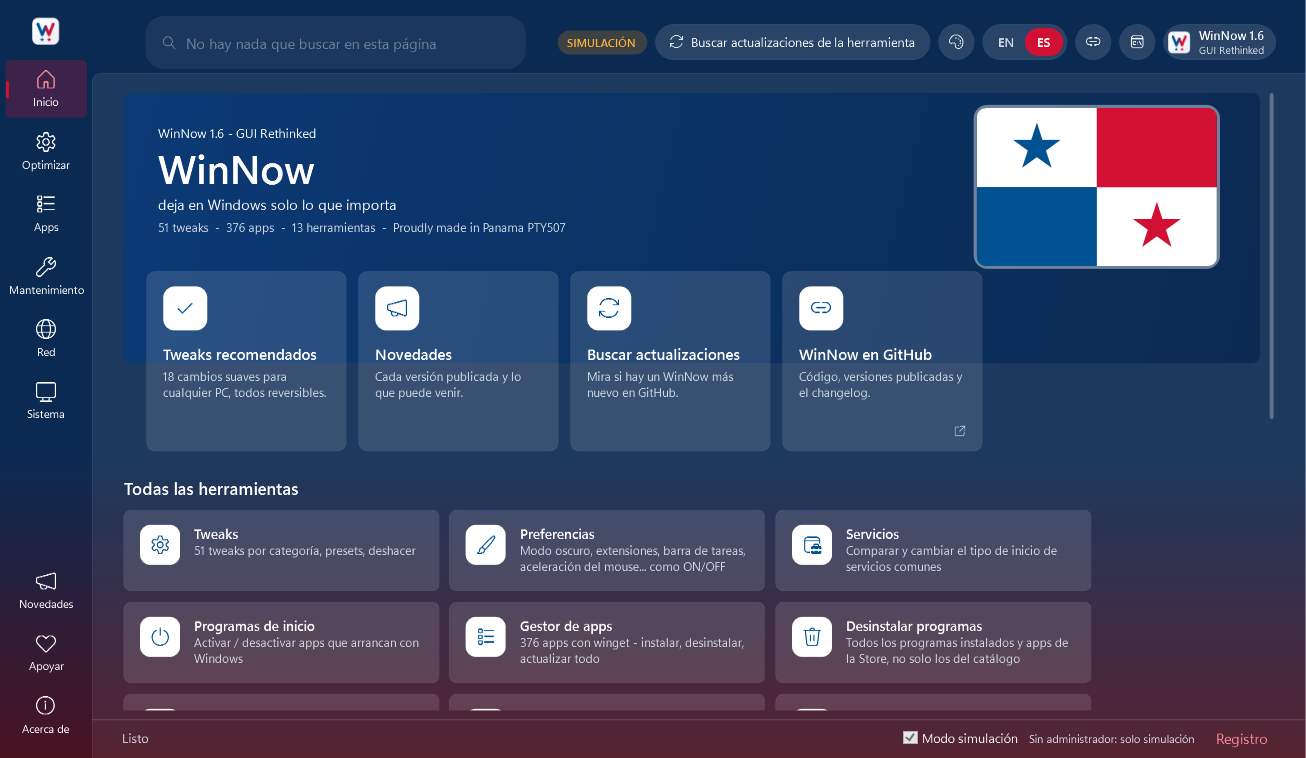 W
No hay nada que buscar en esta página
SIMULACIÓN
Buscar actualizaciones de la herramienta
EN
ES
W
WinNow 1.6
GUI Rethinked
Inicio
Optimizar
Apps
Mantenimiento
Red
Sistema
Novedades
Apoyar
Acerca de
WinNow 1.6 - GUI Rethinked
WinNow
deja en Windows solo lo que importa
51 tweaks - 376 apps - 13 herramientas - Proudly made in Panama PTY507
Tweaks recomendados
18 cambios suaves para
cualquier PC, todos reversibles.
Novedades
Cada versión publicada y lo
que puede venir.
Buscar actualizaciones
Mira si hay un WinNow más
nuevo en GitHub.
WinNow en GitHub
Código, versiones publicadas y
el changelog.
Todas las herramientas
Tweaks
51 tweaks por categoría, presets, deshacer
Preferencias
Modo oscuro, extensiones, barra de tareas,
aceleración del mouse... como ON/OFF
Servicios
Comparar y cambiar el tipo de inicio de
servicios comunes
Programas de inicio
Activar / desactivar apps que arrancan con
Windows
Gestor de apps
376 apps con winget - instalar, desinstalar,
actualizar todo
Desinstalar programas
Todos los programas instalados y apps de
la Store, no solo los del catálogo
Listo
Modo simulación
Sin administrador: solo simulación
Registro